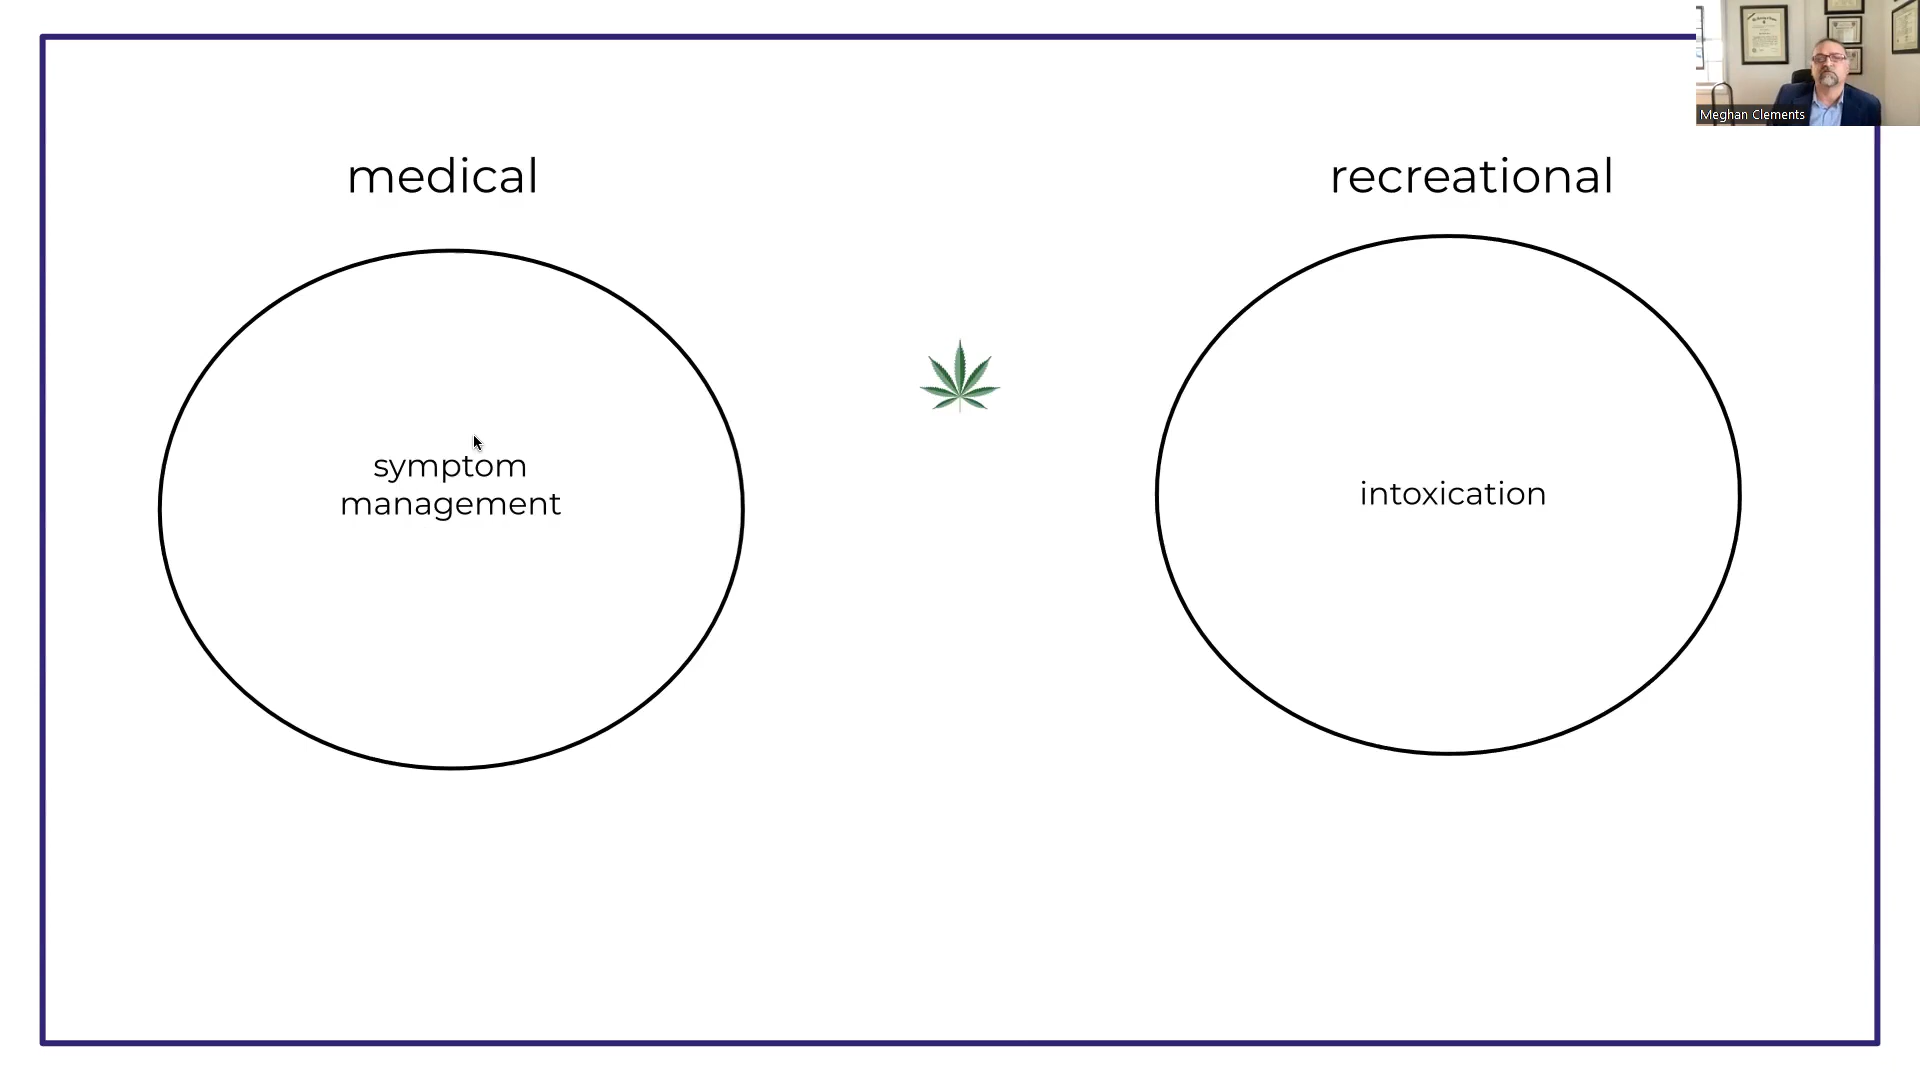 Meghan Clements
medical
recreational
symptom
management
intoxication